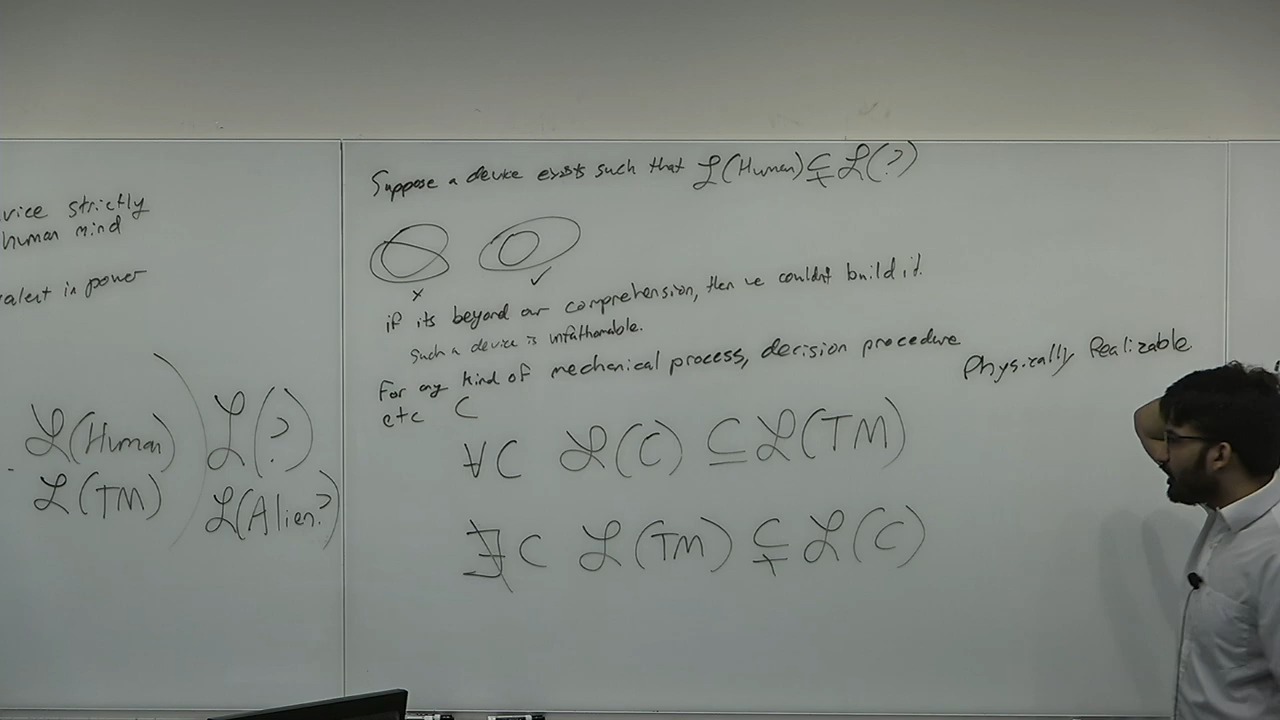 vice strictly
human mind
valent in power
ℒ(Human) ℒ(?)
ℒ(TM) ℒ(Alien?)
Suppose a device exists such that ℒ(Human) ⊊ ℒ(?)
x ✓
if its beyond our comprehension, then we couldnt build it.
Such a device is unfathomable.
For any kind of mechanical process, decision procedure
etc C
Physically Realizable
∀C ℒ(C) ⊆ ℒ(TM)
∄C ℒ(TM) ⊊ ℒ(C)